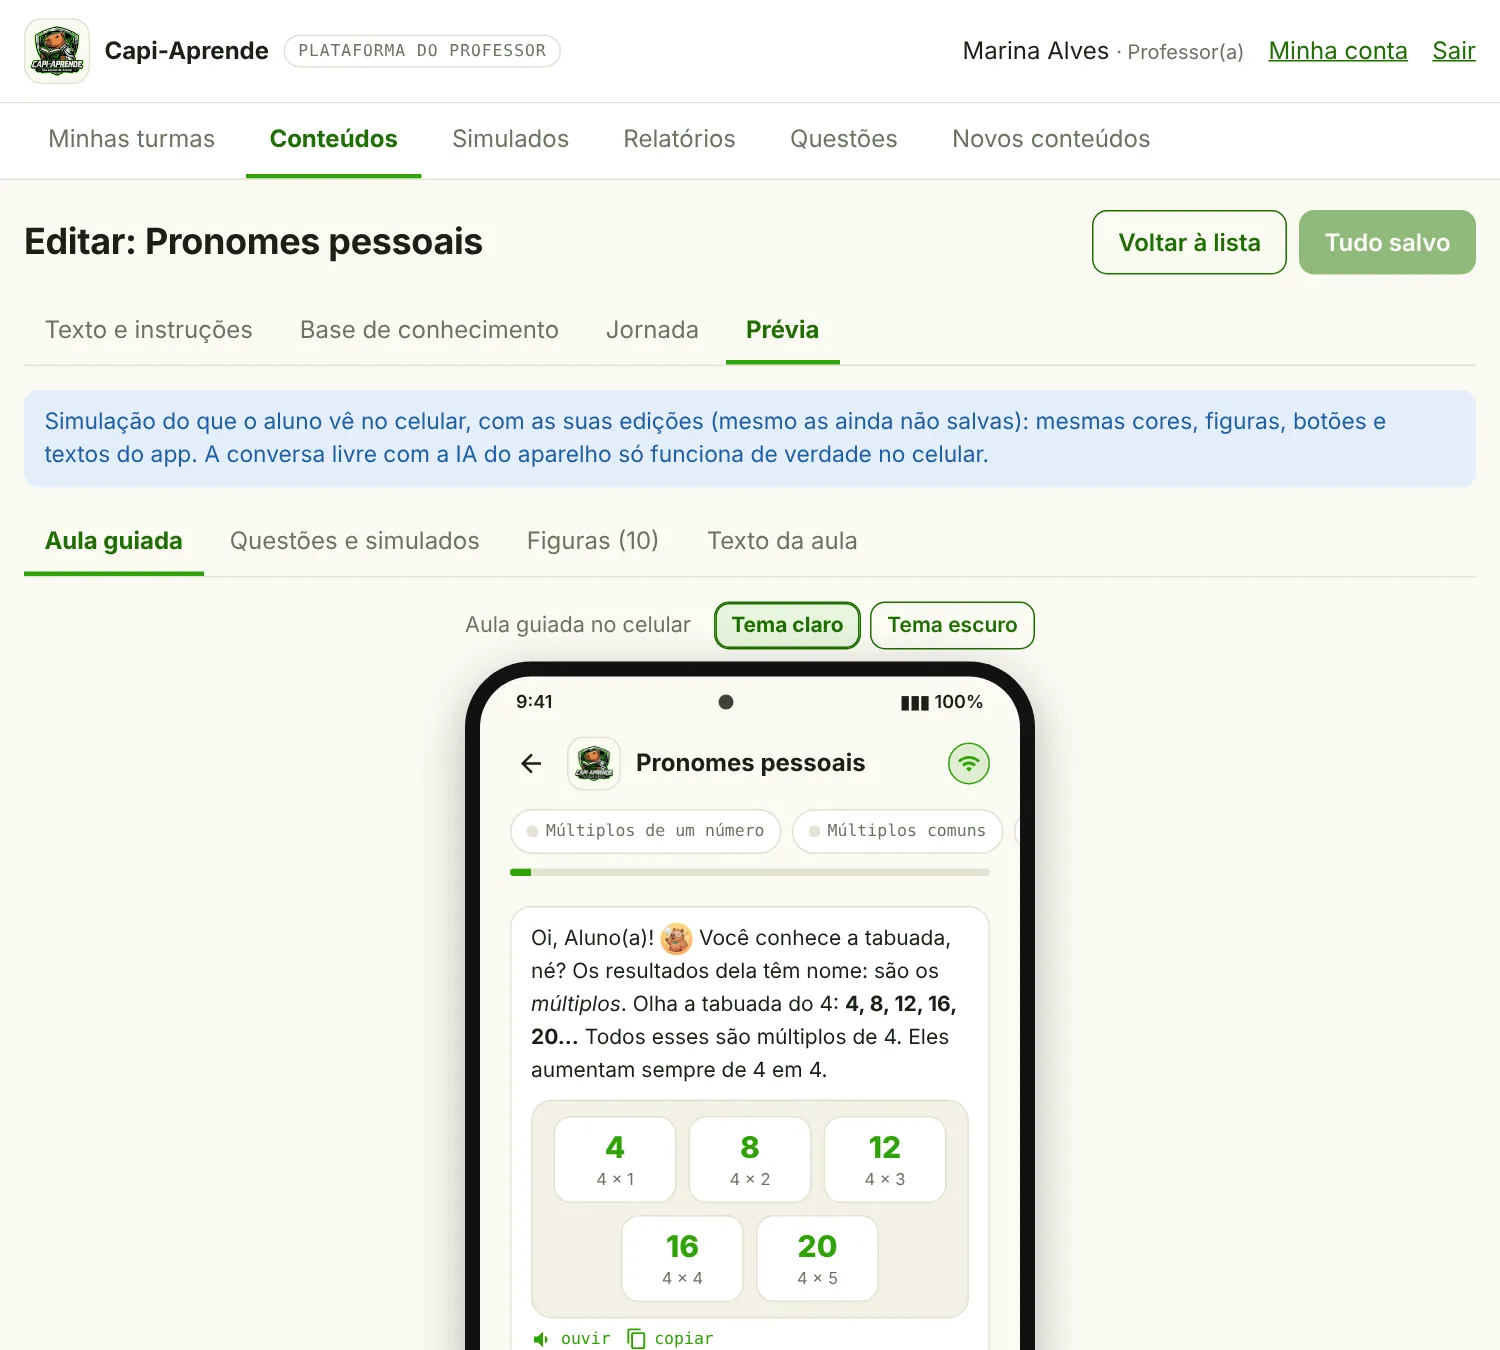 CAPI-APRENDE
Capi-Aprende
PLATAFORMA DO PROFESSOR
Marina Alves · Professor(a)
Minha conta
Sair
Minhas turmas
Conteúdos
Simulados
Relatórios
Questões
Novos conteúdos
Editar: Pronomes pessoais
Voltar à lista
Tudo salvo
Texto e instruções
Base de conhecimento
Jornada
Prévia
Simulação do que o aluno vê no celular, com as suas edições (mesmo as ainda não salvas): mesmas cores, figuras, botões e
textos do app. A conversa livre com a IA do aparelho só funciona de verdade no celular.
Aula guiada
Questões e simulados
Figuras (10)
Texto da aula
Aula guiada no celular
Tema claro
Tema escuro
9:41
100%
CAPI-APRENDE
Pronomes pessoais
Múltiplos de um número
Múltiplos comuns
Oi, Aluno(a)! Você conhece a tabuada,
né? Os resultados dela têm nome: são os
múltiplos. Olha a tabuada do 4: 4, 8, 12, 16,
20... Todos esses são múltiplos de 4. Eles
aumentam sempre de 4 em 4.
4
4 × 1
8
4 × 2
12
4 × 3
16
4 × 4
20
4 × 5
ouvir
copiar